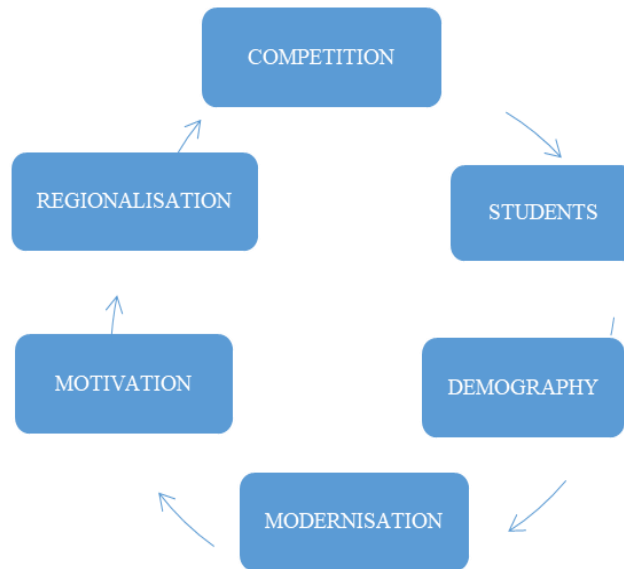 COMPETITION
STUDENTS
DEMOGRAPHY
MODERNISATION
MOTIVATION
REGIONALISATION